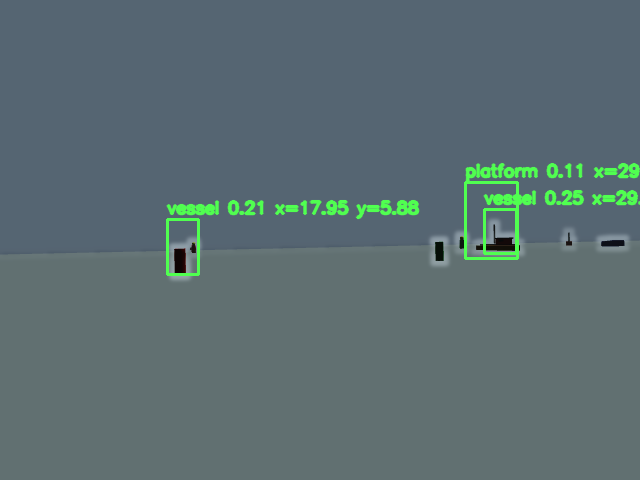 platform 0.11 x=29
vessel 0.25 x=29.
vessel 0.21 x=17.95 y=5.88